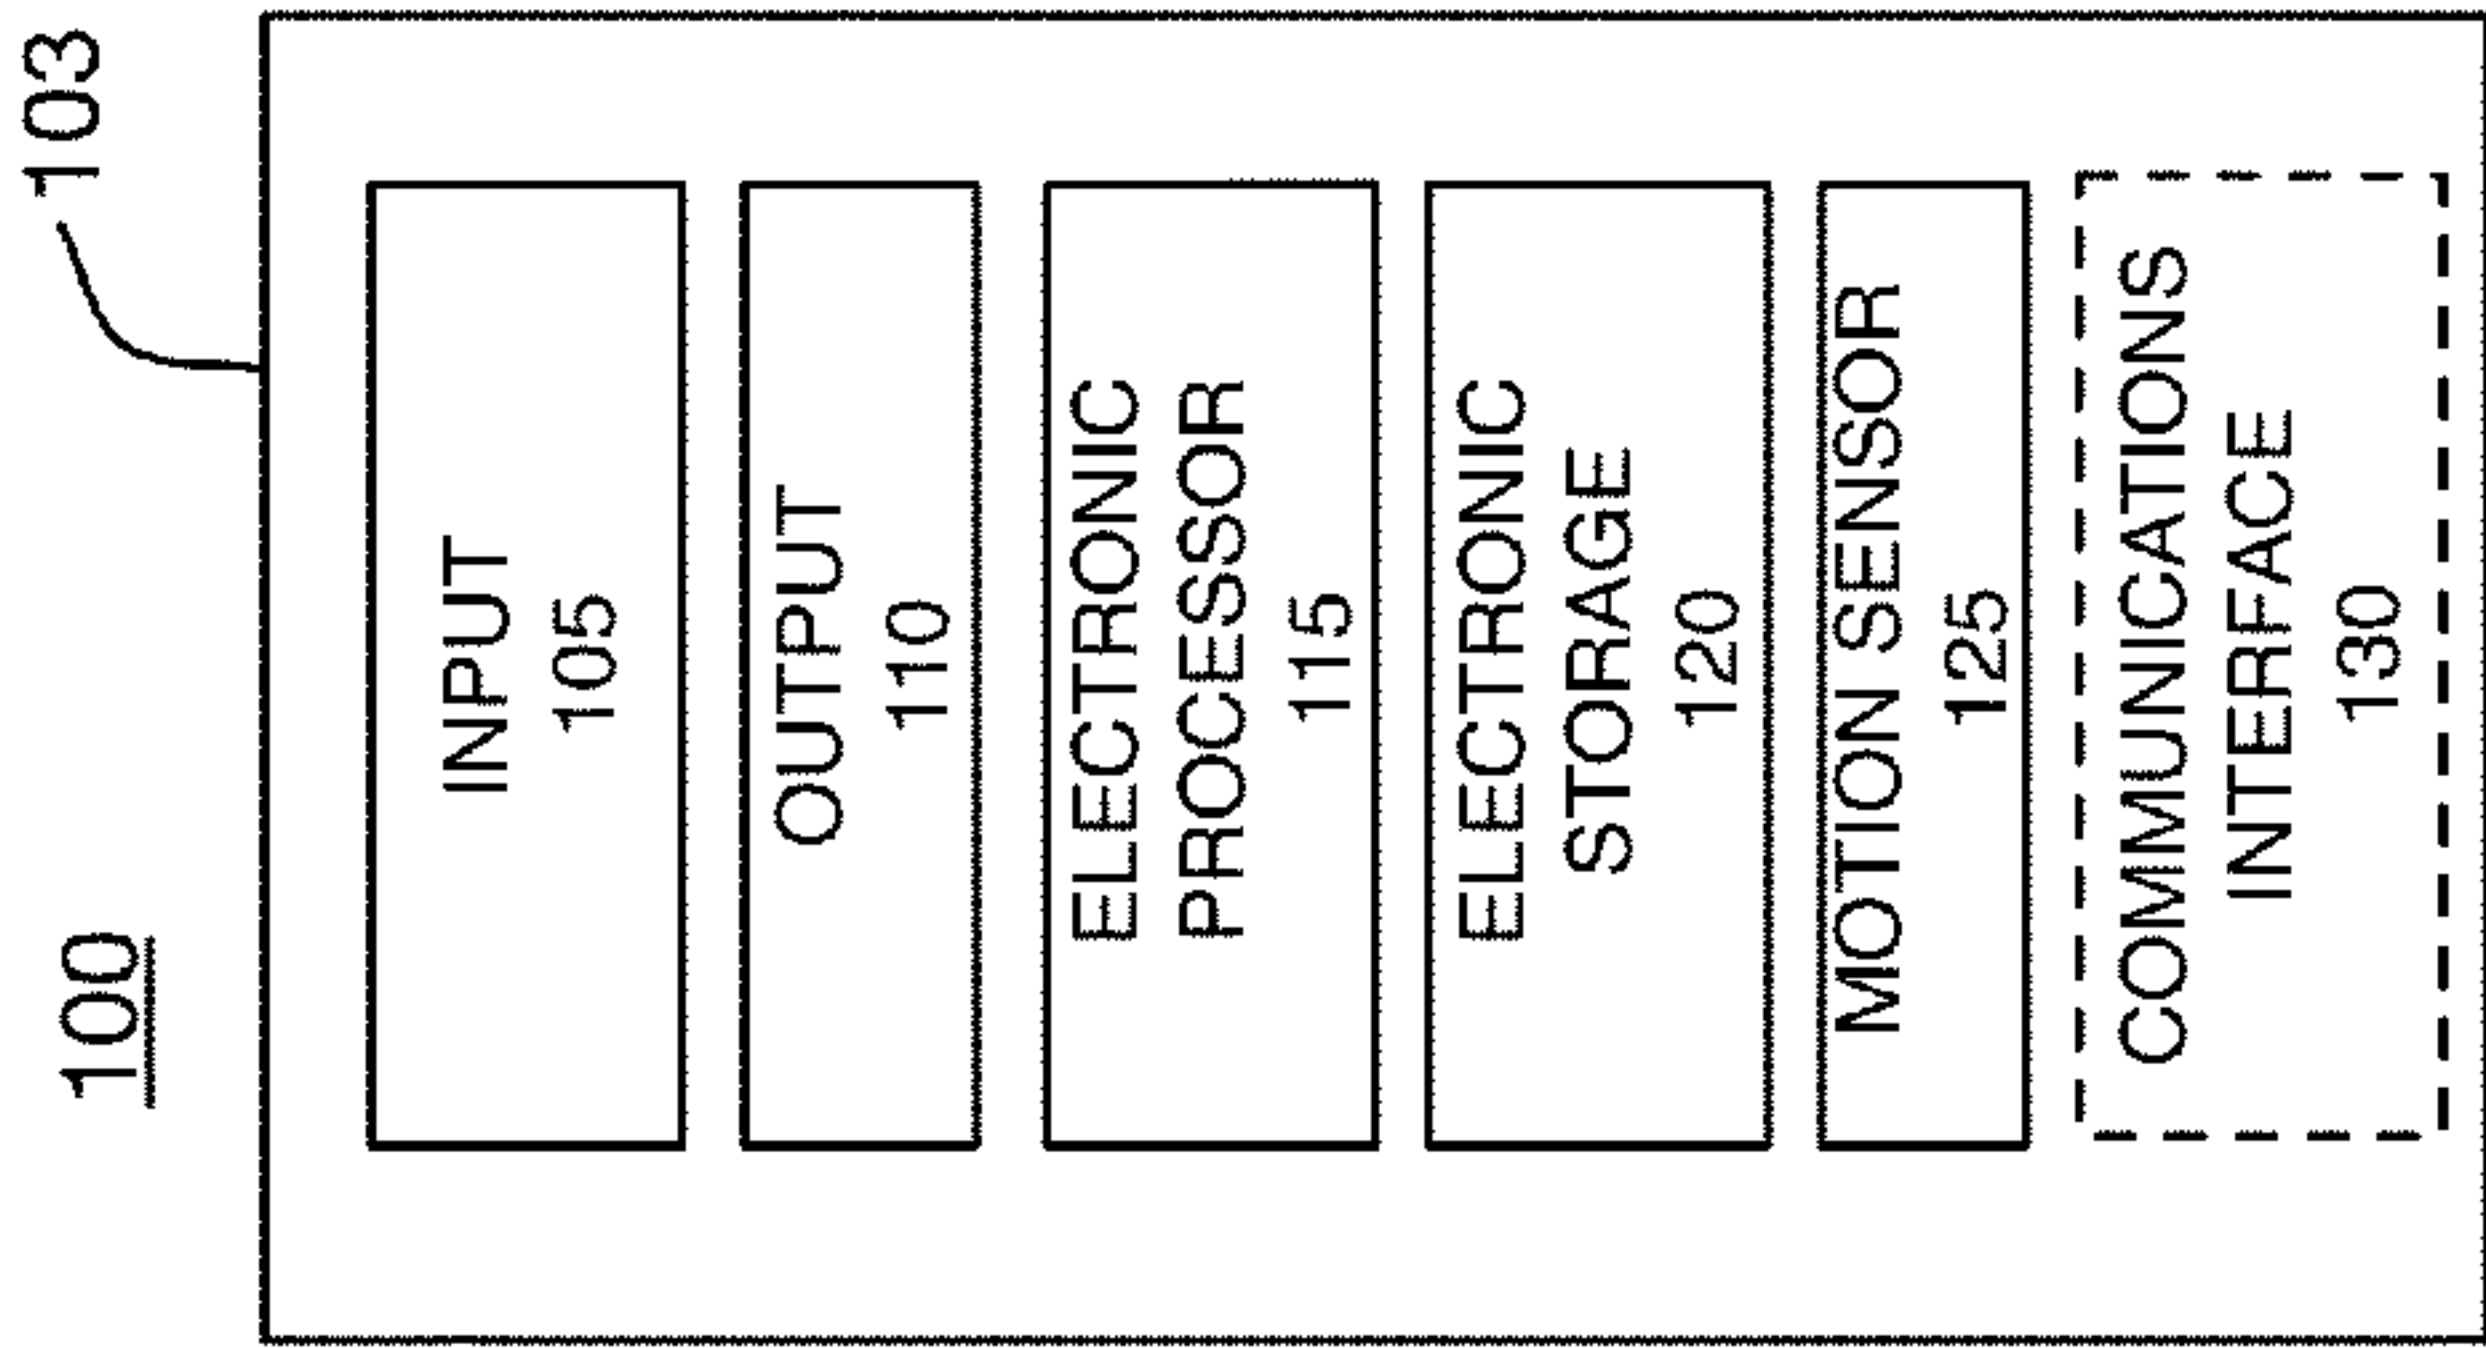 100
103
INPUT
105
OUTPUT
110
ELECTRONIC
PROCESSOR
115
ELECTRONIC
STORAGE
120
MOTION SENSOR
125
COMMUNICATIONS
INTERFACE
130